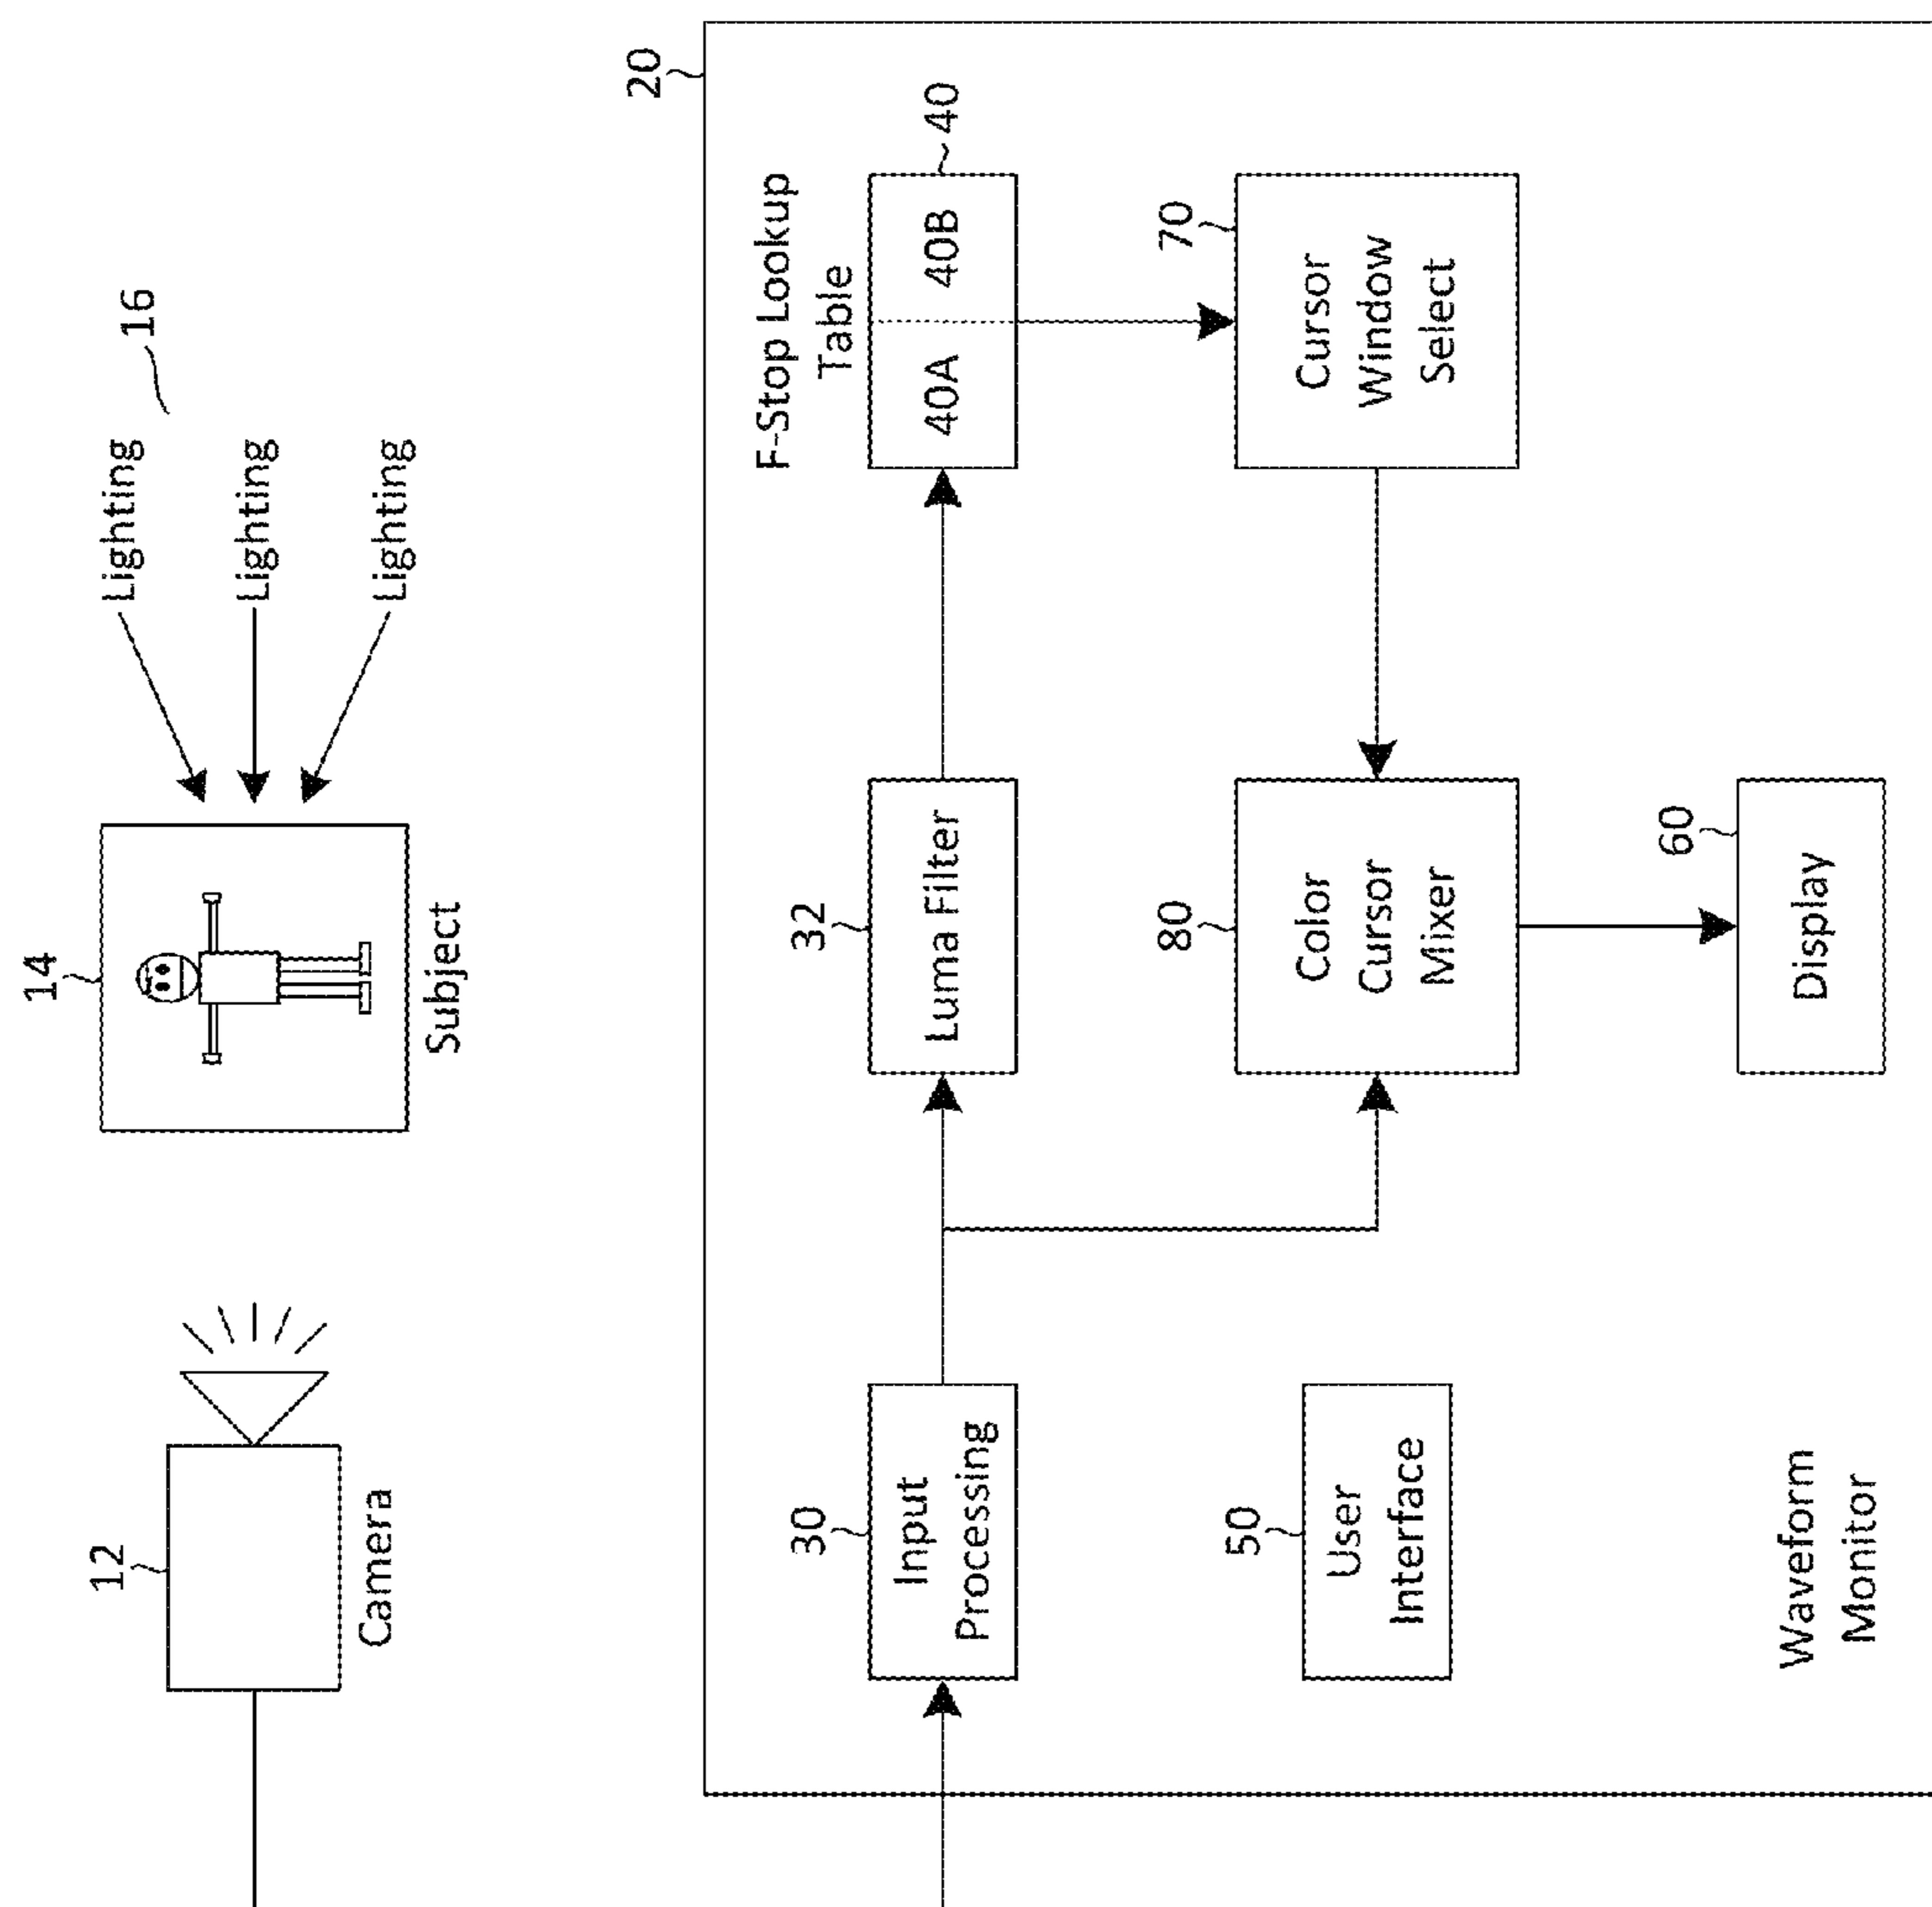 16
Lighting
Lighting
Lighting
14
Subject
12
Camera
20
F-Stop Lookup
Table
30
Input
Processing
32
Luma Filter
40A
40B
40
50
User
Interface
80
Color
Cursor
Mixer
70
Cursor
Window
Select
60
Display
Waveform
Monitor